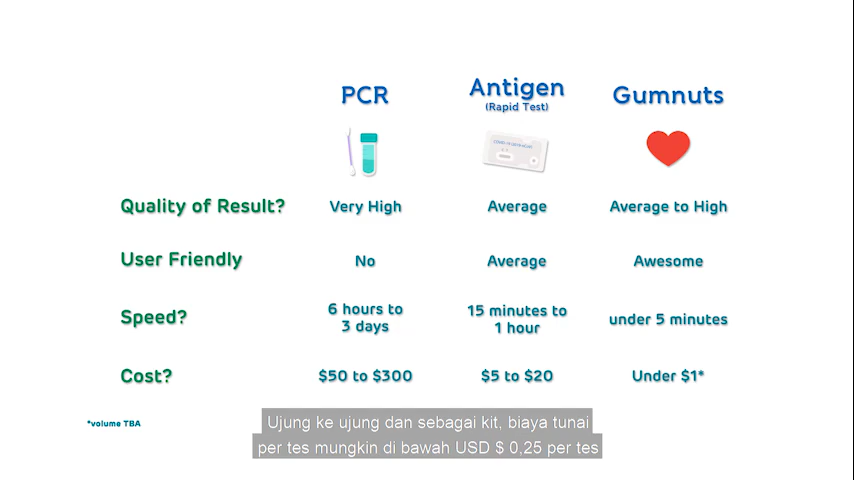 PCR
Antigen
(Rapid Test)
Gumnuts
Quality of Result?
Very High
Average
Average to High
User Friendly
No
Average
Awesome
Speed?
6 hours to
3 days
15 minutes to
1 hour
under 5 minutes
Cost?
$50 to $300
$5 to $20
Under $1*
*volume TBA
Ujung ke ujung dan sebagai kit, biaya tunai
per tes mungkin di bawah USD $ 0,25 per tes